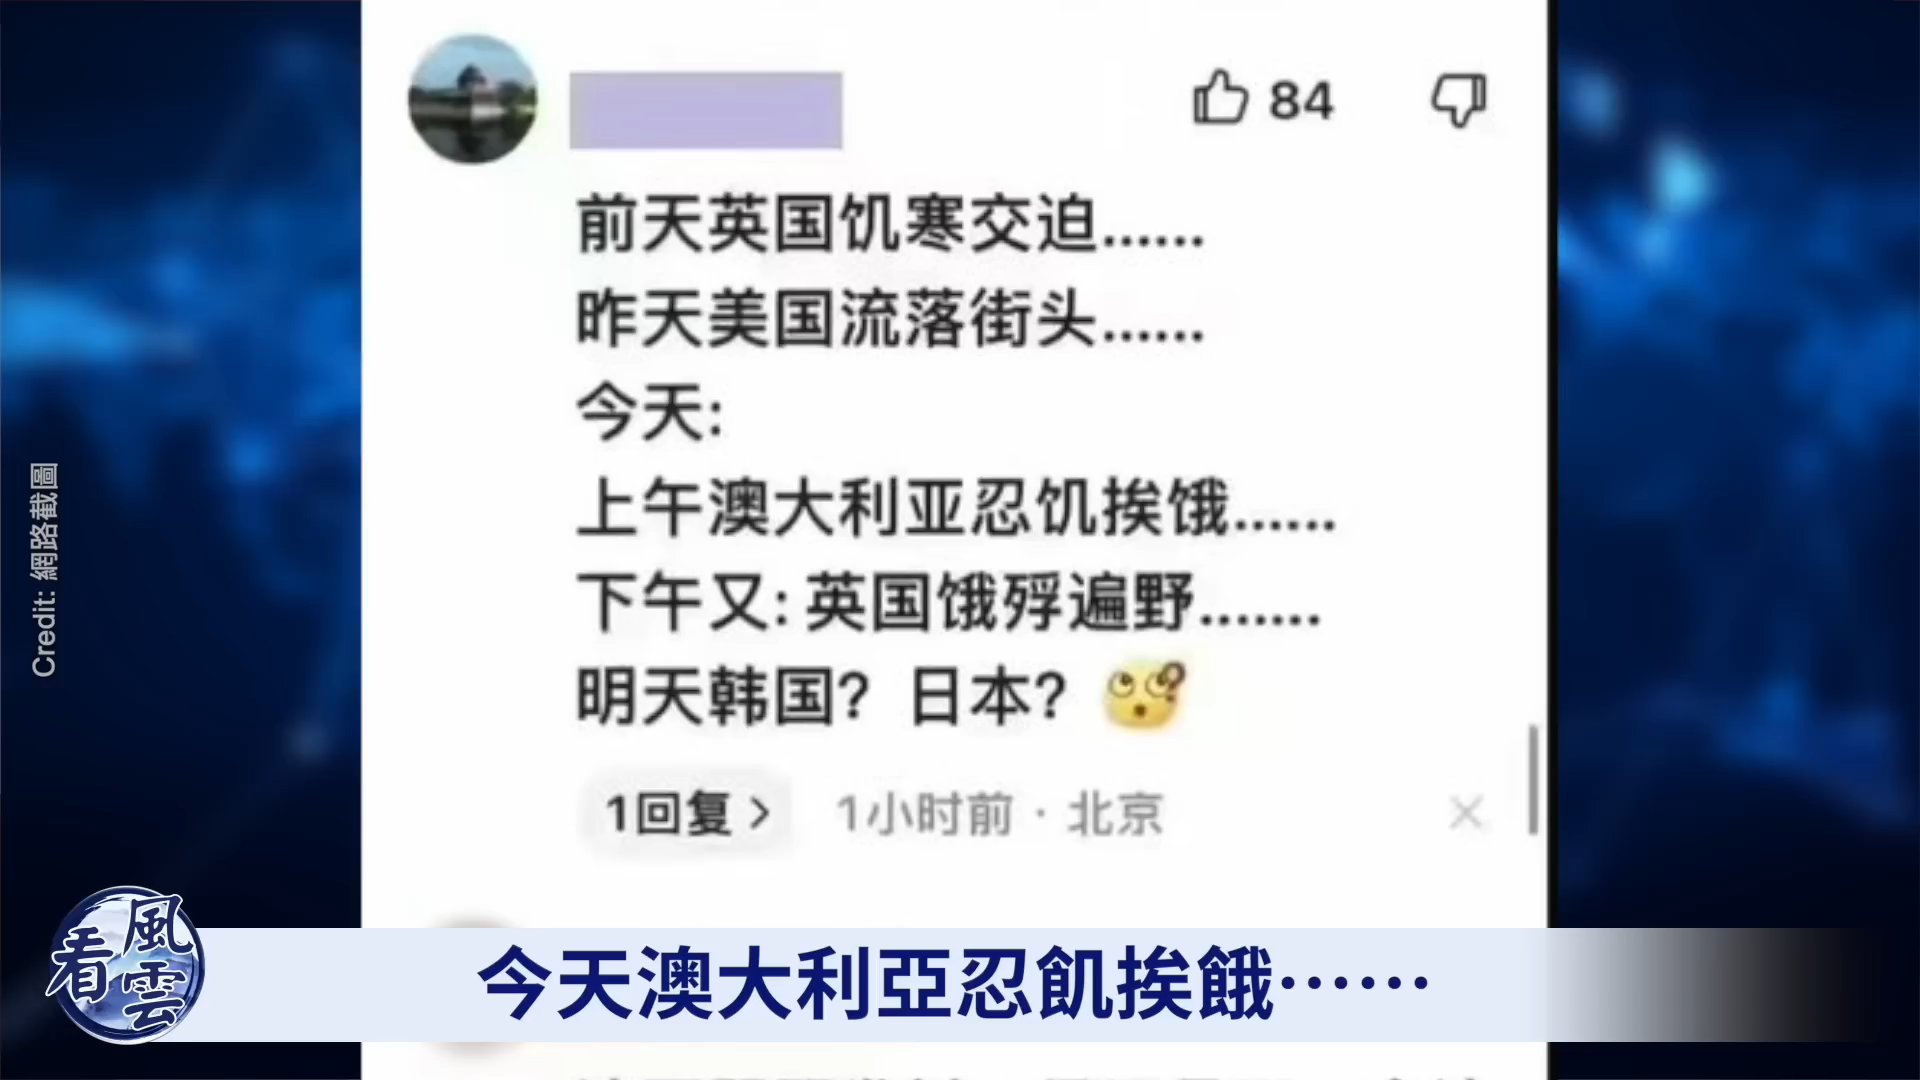 84
前天英国饥寒交迫......
昨天美国流落街头......
今天:
上午澳大利亚忍饥挨饿......
下午又:英国饿殍遍野.......
明天韩国？日本？
1回复 >
1小时前 · 北京
Credit: 網路截圖
看風雲
今天澳大利亞忍飢挨餓……